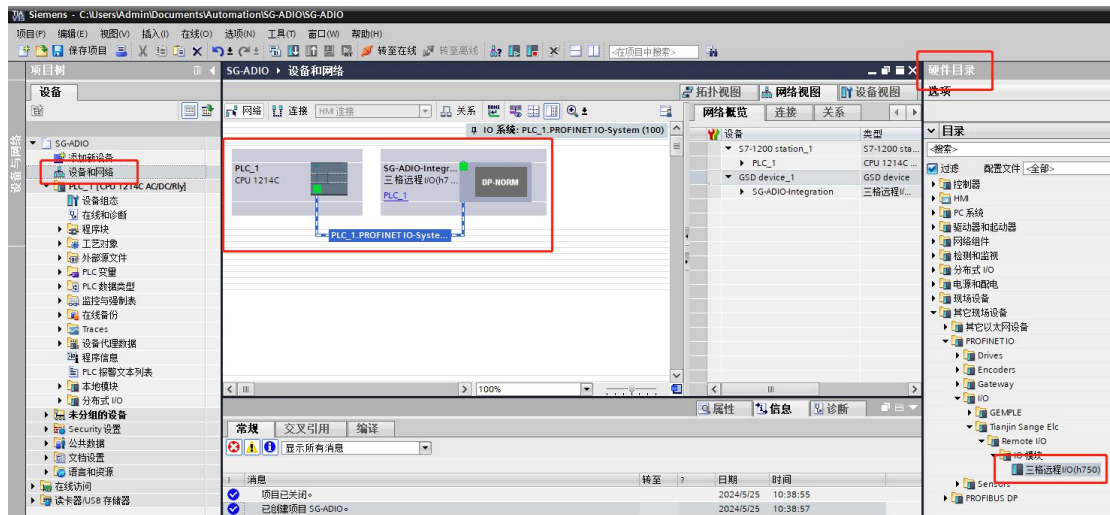 Siemens - C:\Users\Admin\Documents\Automation\SG-ADIO\SG-ADIO
项目(P) 编辑(E) 视图(V) 插入(I) 在线(O) 选项(N) 工具(T) 窗口(W) 帮助(H)
保存项目 转至在线 转至离线 <在项目中搜索>
项目树
设备
设备与网络
SG-ADIO
添加新设备
设备和网络
PLC_1 [CPU 1214C AC/DC/Rly]
设备组态
在线和诊断
程序块
工艺对象
外部源文件
PLC 变量
PLC 数据类型
监控与强制表
在线备份
Traces
设备代理数据
程序信息
PLC 报警文本列表
本地模块
分布式 I/O
未分组的设备
Security 设置
公共数据
文档设置
语言和资源
在线访问
读卡器/USB 存储器
SG-ADIO 设备和网络
拓扑视图 网络视图 设备视图
网络 连接 HMI 连接 关系
IO 系统: PLC_1.PROFINET IO-System (100)
PLC_1
CPU 1214C
SG-ADIO-Integr...
三格远程I/O(h7...
PLC_1
DP-NORM
PLC_1.PROFINET IO-Syste...
100%
网络概览 连接 关系
设备 类型
S7-1200 station_1 S7-1200 sta...
PLC_1 CPU 1214C ...
GSD device_1 GSD device
SG-ADIO-Integration 三格远程I/...
属性 信息 诊断
常规 交叉引用 编译
显示所有消息
! 消息 转至 ? 日期 时间
项目已关闭。 2024/5/25 10:38:55
已创建项目 SG-ADIO。 2024/5/25 10:38:57
硬件目录
选项
目录
<搜索>
过滤 配置文件 <全部>
控制器
HMI
PC 系统
驱动器和起动器
网络组件
检测和监视
分布式 I/O
电源和配电
现场设备
其它现场设备
其它以太网设备
PROFINET IO
Drives
Encoders
Gateway
I/O
GEMPLE
Tianjin Sange Elc
Remote I/O
IO 模块
三格远程I/O(h750)
Sensors
PROFIBUS DP